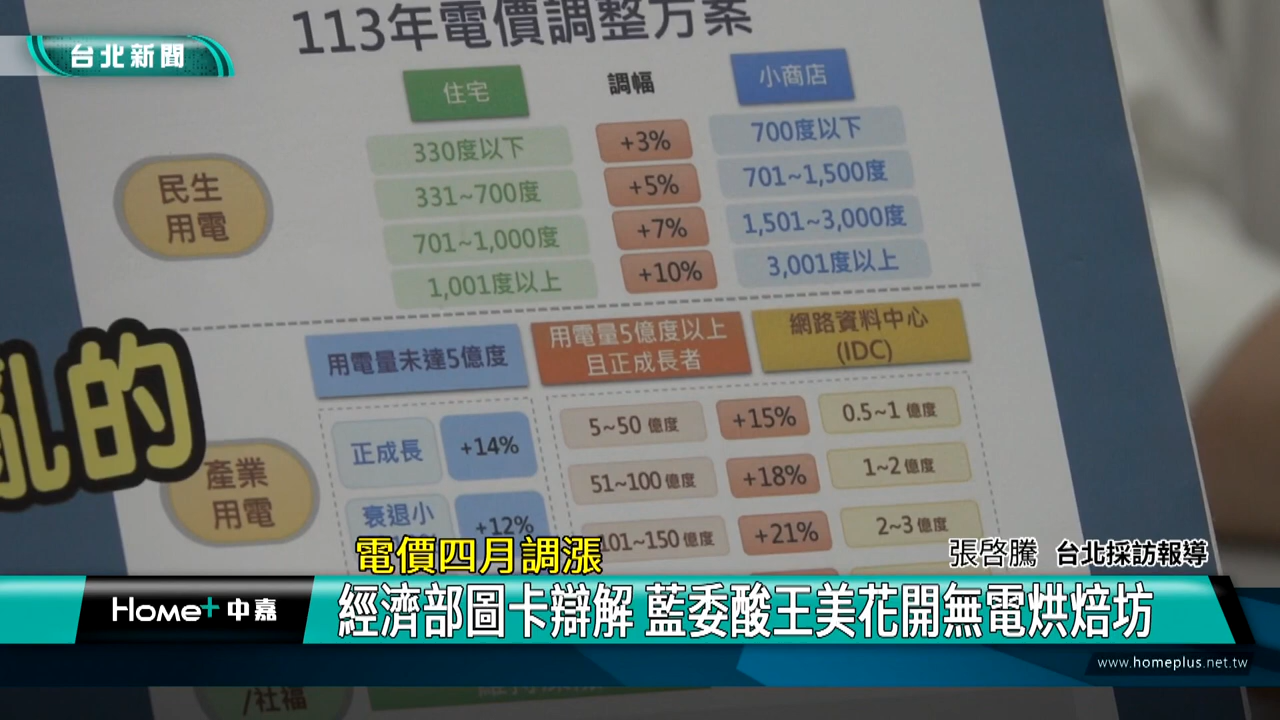 113年電價調整方案
台北新聞
住宅 調幅 小商店
民生
用電
330度以下 +3% 700度以下
331~700度 +5% 701~1,500度
701~1,000度 +7% 1,501~3,000度
1,001度以上 +10% 3,001度以上
亂的
產業
用電
用電量未達5億度
用電量5億度以上
且正成長者
網路資料中心
(IDC)
正成長 +14%
衰退小 +12%
5~50 億度 +15% 0.5~1 億度
51~100 億度 +18% 1~2 億度
101~150 億度 +21% 2~3 億度
電價四月調漲
張啓騰 台北採訪報導
Home+ 中嘉
經濟部圖卡辯解 藍委酸王美花開無電烘焙坊
www.homeplus.net.tw
/社福